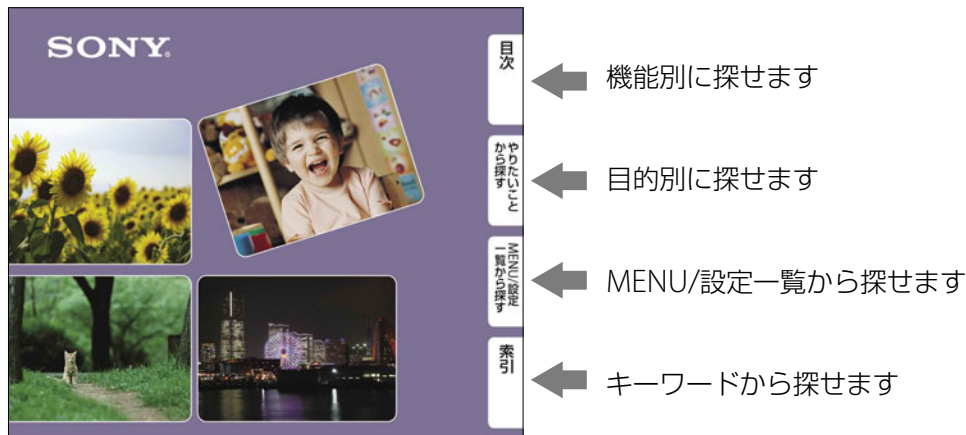 SONY®
目次
機能別に探せます
やりたいこと
から探す
目的別に探せます
MENU/設定
一覧から探す
MENU/設定一覧から探せます
索引
キーワードから探せます